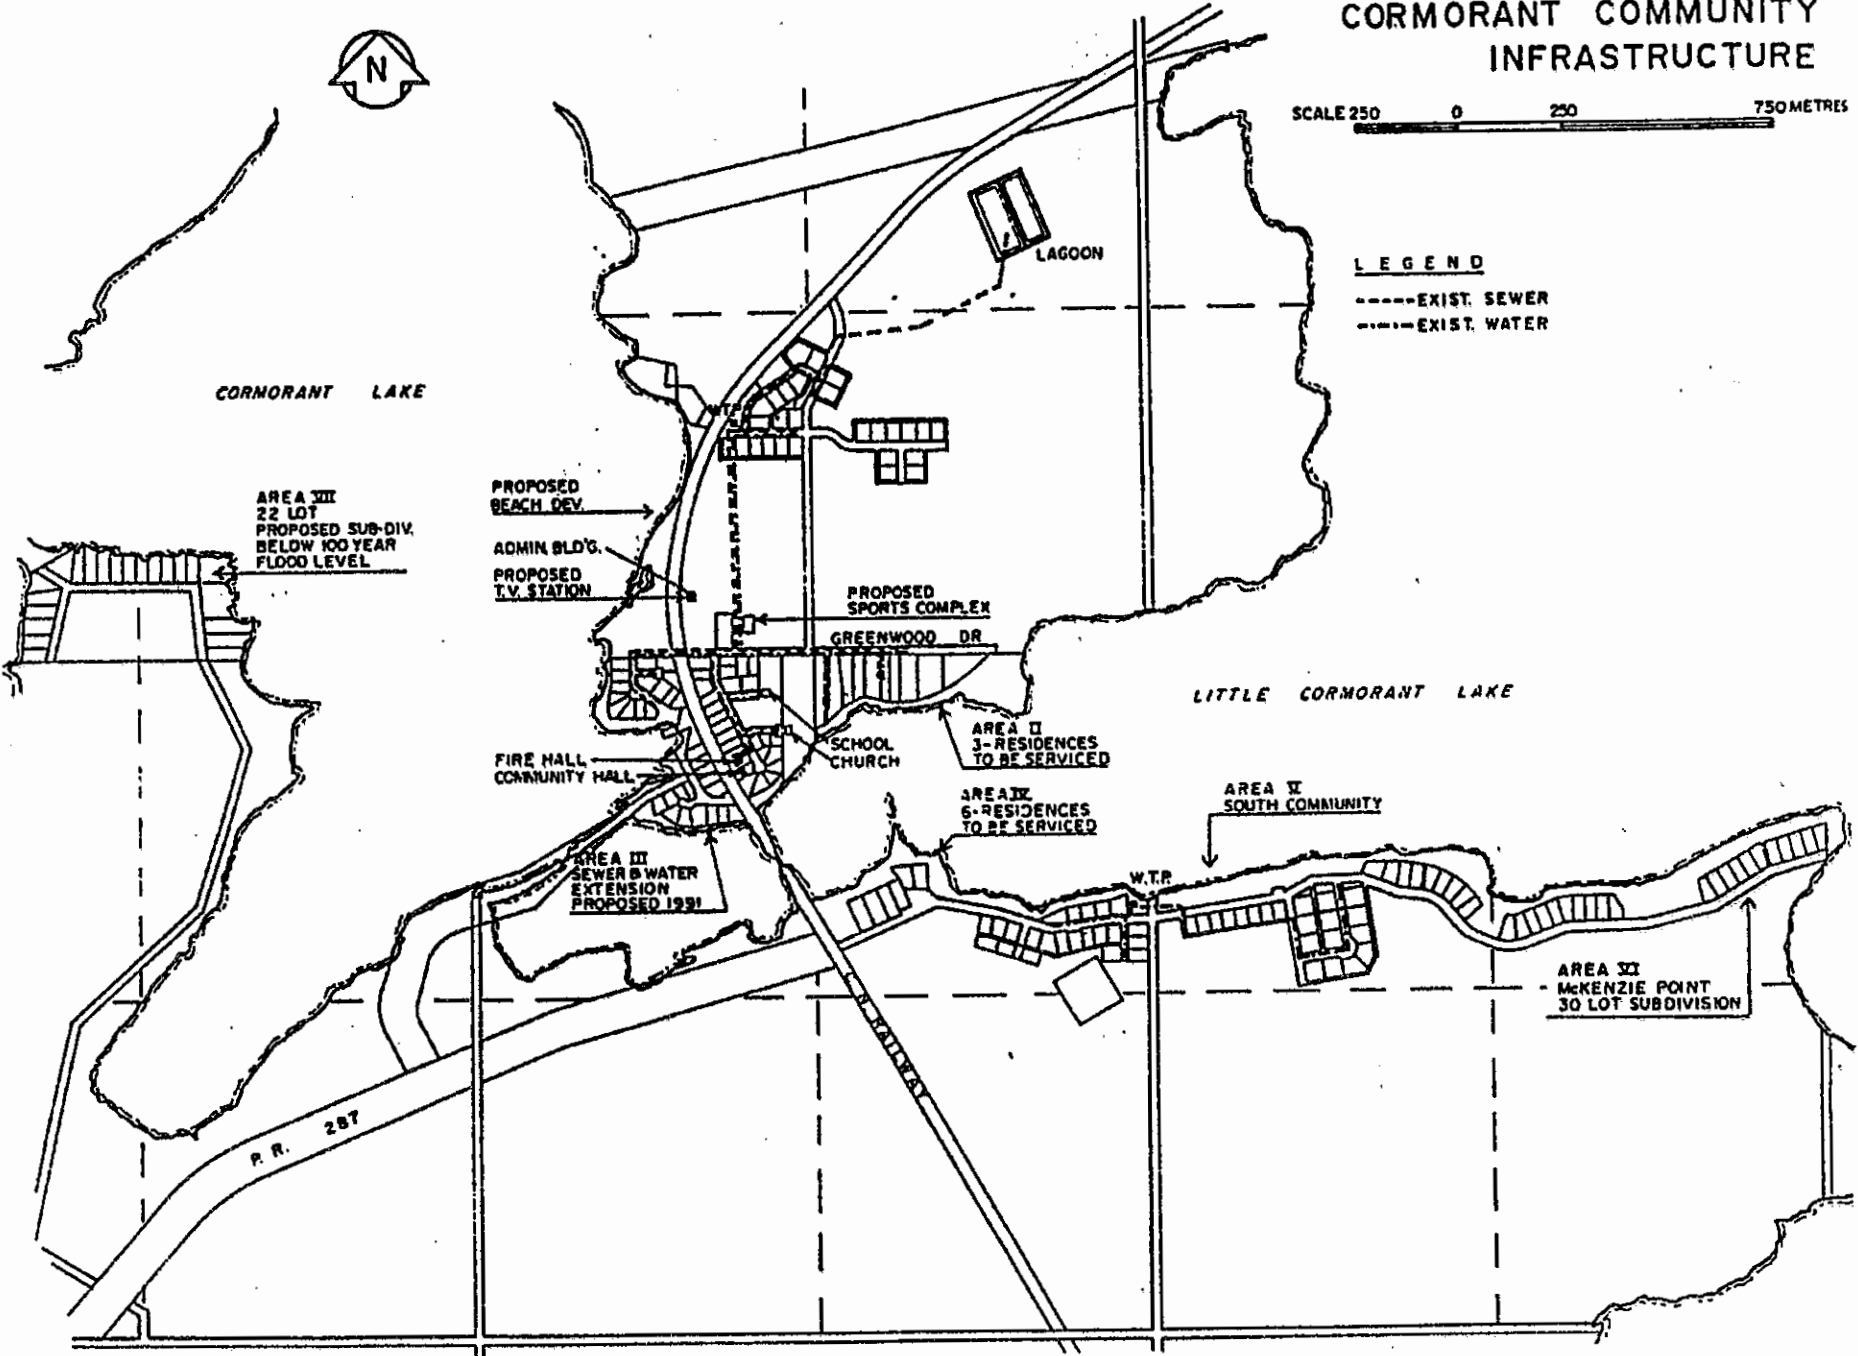 CORMORANT COMMUNITY
INFRASTRUCTURE
N
SCALE 250 0 250 750 METRES
LAGOON
LEGEND
EXIST. SEWER
EXIST. WATER
CORMORANT LAKE
W.T.P.
AREA VII
22 LOT
PROPOSED SUB-DIV.
BELOW 100 YEAR
FLOOD LEVEL
PROPOSED
BEACH DEV.
ADMIN. BLD'G.
PROPOSED
T.V. STATION
PROPOSED
SPORTS COMPLEX
GREENWOOD DR
LITTLE CORMORANT LAKE
AREA II
3-RESIDENCES
TO BE SERVICED
SCHOOL
CHURCH
FIRE HALL
COMMUNITY HALL
AREA IV
6-RESIDENCES
TO BE SERVICED
AREA V
SOUTH COMMUNITY
AREA III
SEWER & WATER
EXTENSION
PROPOSED 1991
W.T.P.
AREA VI
McKENZIE POINT
30 LOT SUBDIVISION
N. RAILWAY
P. R. 287